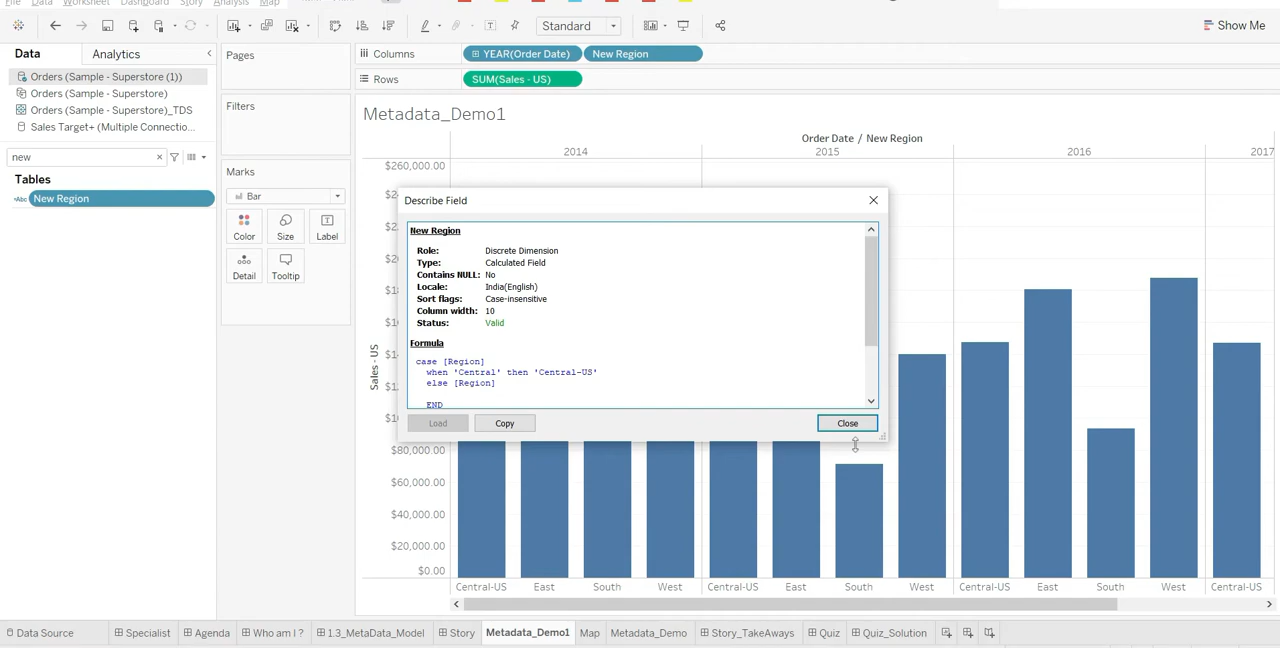 File Data Worksheet Dashboard Story Analysis Map
Standard
Show Me
Data Analytics
Pages
Columns YEAR(Order Date) New Region
Orders (Sample - Superstore (1))
Rows SUM(Sales - US)
Orders (Sample - Superstore)
Filters
Orders (Sample - Superstore)_TDS
Metadata_Demo1
Sales Target+ (Multiple Connectio...
Order Date / New Region
2014 2015 2016 2017
new
$260,000.00
Tables
Marks
Abc New Region
Bar
Color Size Label
Detail Tooltip
Describe Field
New Region
Role: Discrete Dimension
Type: Calculated Field
Contains NULL: No
Locale: India(English)
Sort flags: Case-insensitive
Column width: 10
Status: Valid
Formula
case [Region]
when 'Central' then 'Central-US'
else [Region]
END
Load Copy Close
Sales - US
$80,000.00
$60,000.00
$40,000.00
$20,000.00
$0.00
Central-US East South West Central-US East South West Central-US East South West Central-US
Data Source Specialist Agenda Who am I ? 1.3_MetaData_Model Story Metadata_Demo1 Map Metadata_Demo Story_TakeAways Quiz Quiz_Solution